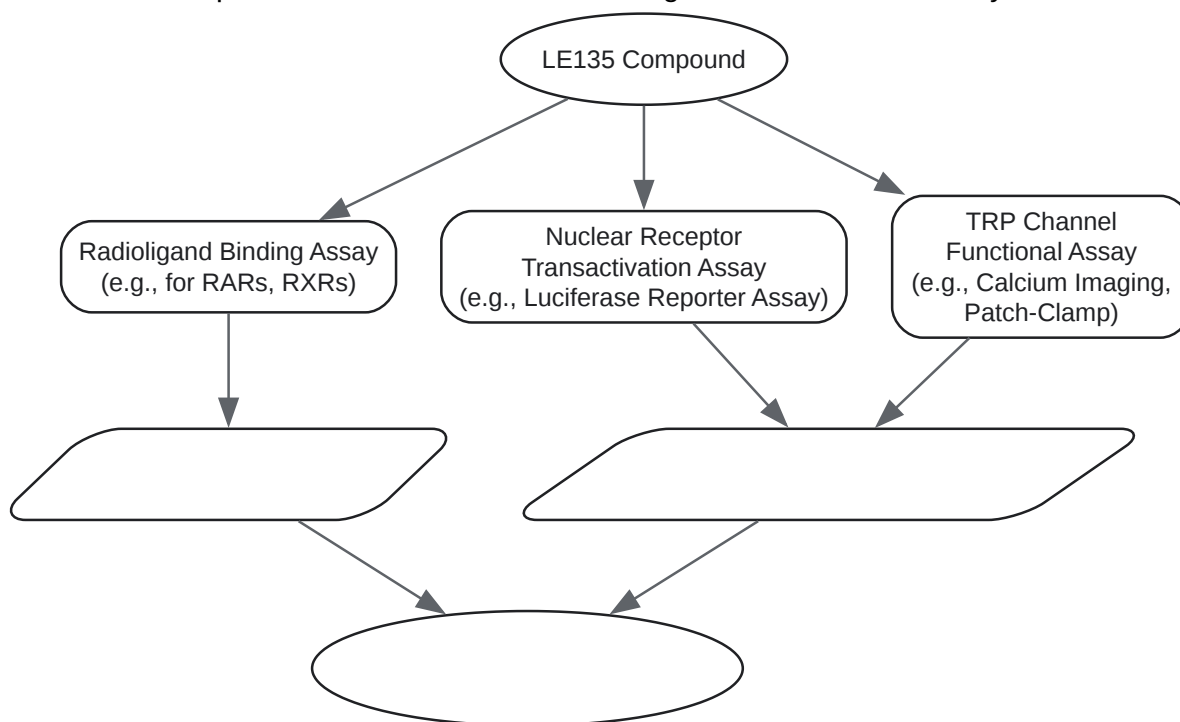 LE135 Compound
Radioligand Binding Assay
(e.g., for RARs, RXRs)
Nuclear Receptor
Transactivation Assay
(e.g., Luciferase Reporter Assay)
TRP Channel
Functional Assay
(e.g., Calcium Imaging,
Patch-Clamp)